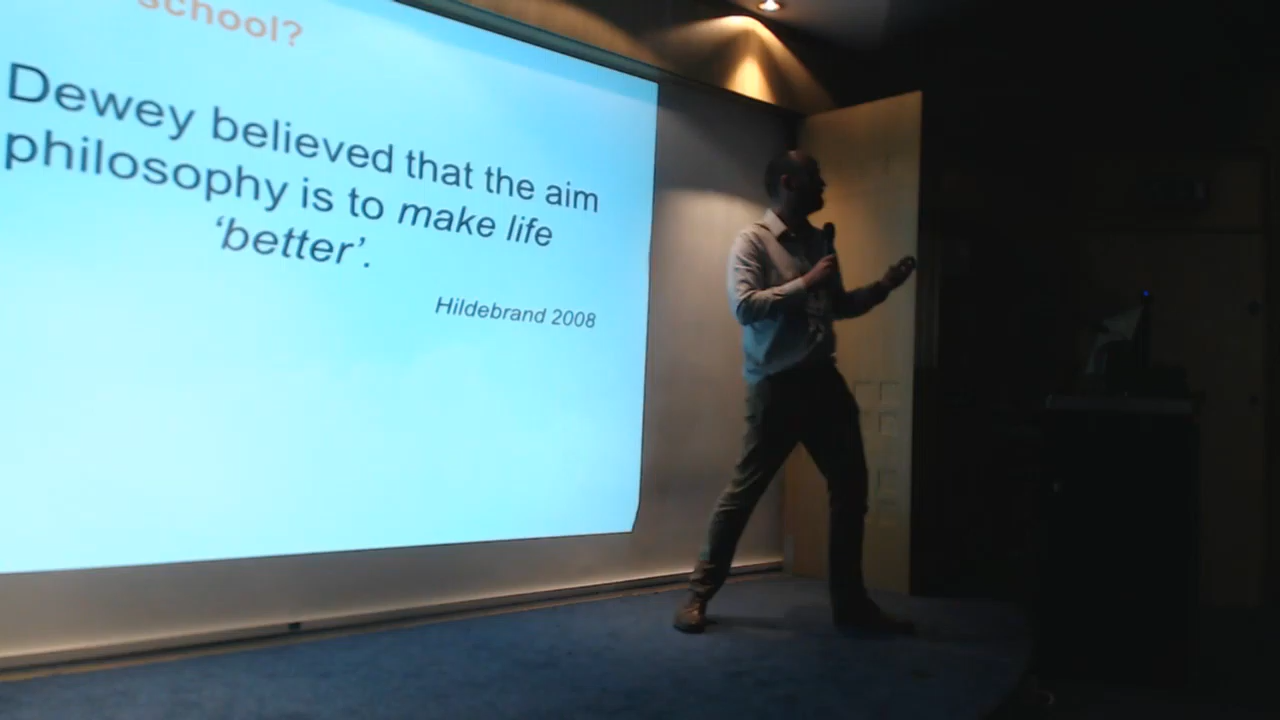 school?
Dewey believed that the aim
philosophy is to make life
‘better’.
Hildebrand 2008